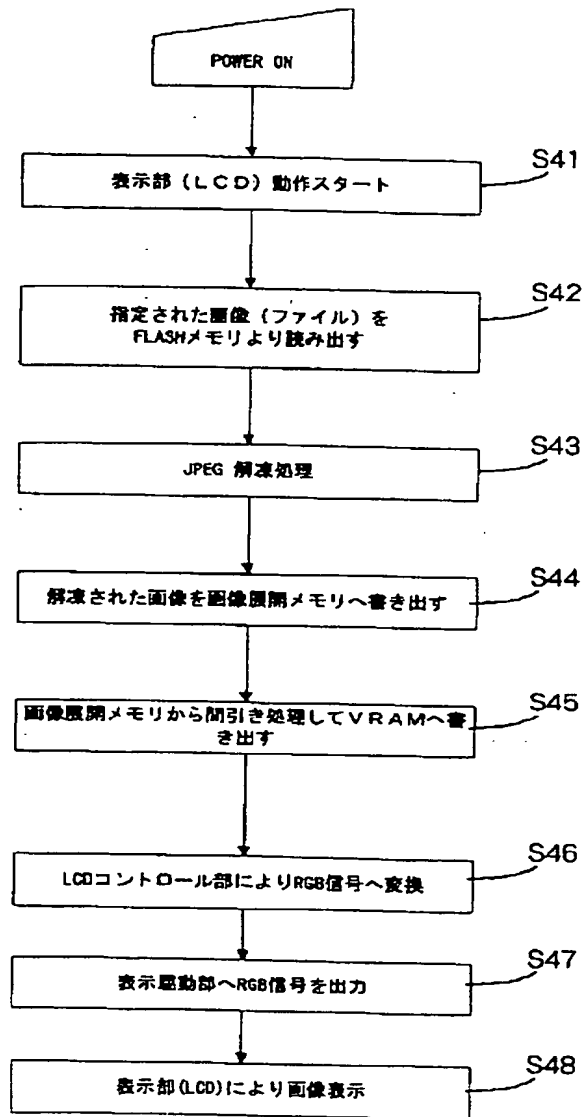 POWER ON
表示部(LCD)動作スタート
S41
指定された画像(ファイル)を
FLASHメモリより読み出す
S42
JPEG 解凍処理
S43
解凍された画像を画像展開メモリへ書き出す
S44
画像展開メモリから間引き処理してVRAMへ書
き出す
S45
LCDコントロール部によりRGB信号へ変換
S46
表示駆動部へRGB信号を出力
S47
表示部(LCD)により画像表示
S48